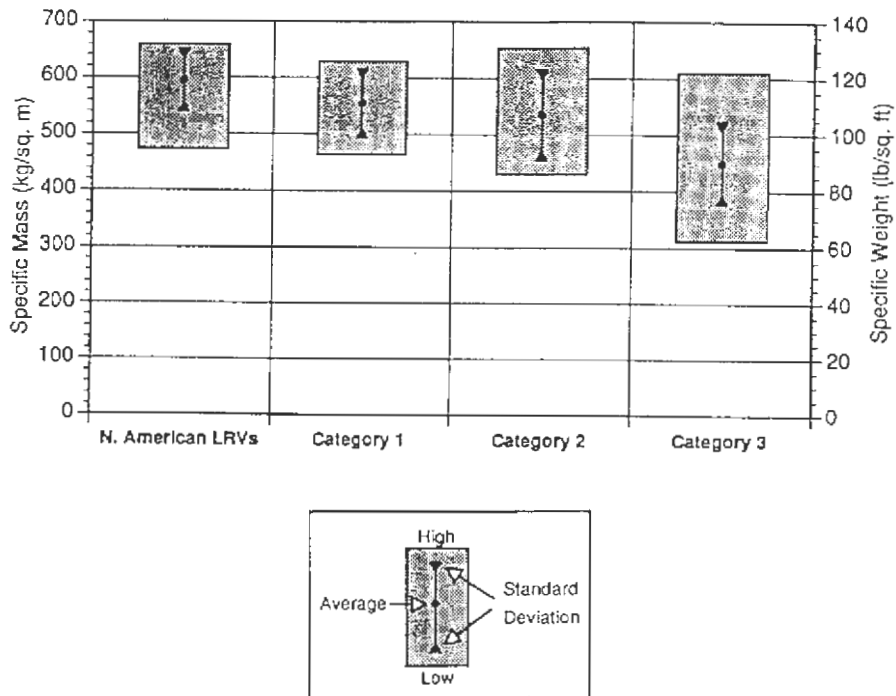 Specific Mass (kg/sq. m)
700
600
500
400
300
200
100
0
Specific Weight (lb/sq. ft)
140
120
100
80
60
40
20
0
N. American LRVs
Category 1
Category 2
Category 3
High
Average
Standard
Deviation
Low